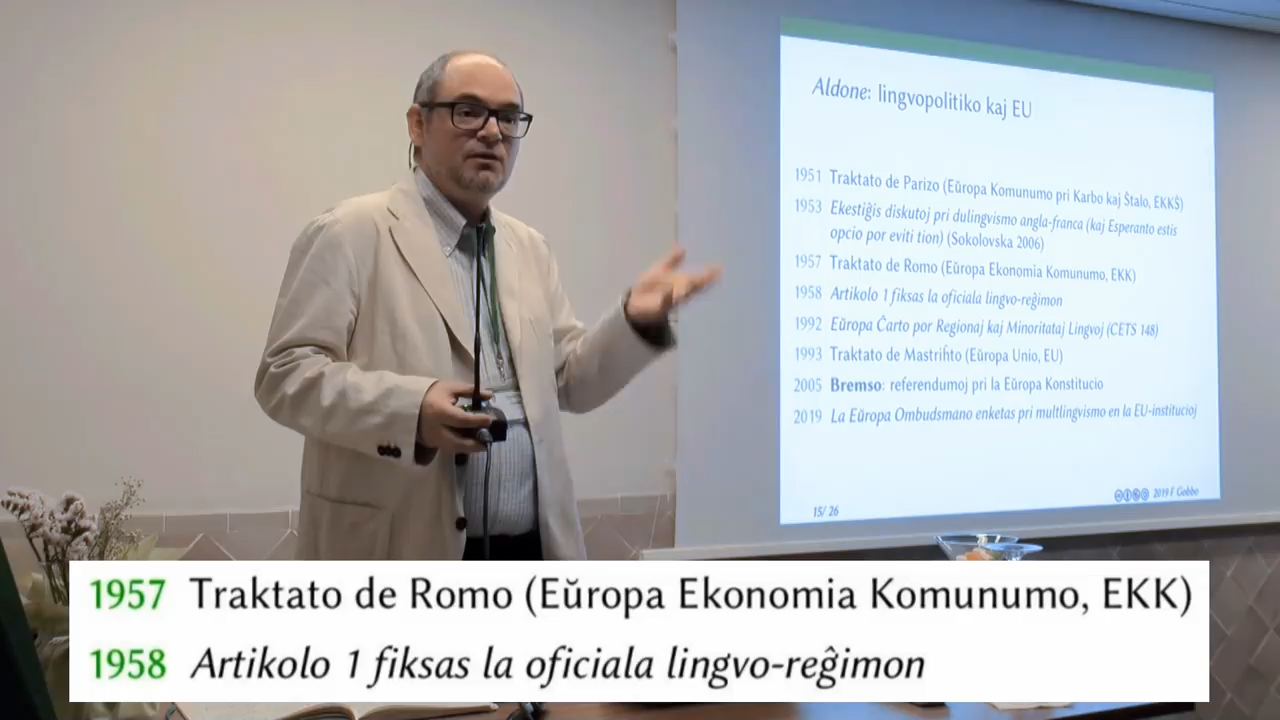 Aldone: lingvopolitiko kaj EU
1951 Traktato de Parizo (Eŭropa Komunumo pri Karbo kaj Ŝtalo, EKKŜ)
1953 Ekestiĝis diskutoj pri dulingvismo angla-franca (kaj Esperanto estis
opcio por eviti tion) (Sokolovska 2006)
1957 Traktato de Romo (Eŭropa Ekonomia Komunumo, EKK)
1958 Artikolo 1 fiksas la oficiala lingvo-reĝimon
1992 Eŭropa Ĉarto por Regionaj kaj Minoritataj Lingvoj (CETS 148)
1993 Traktato de Mastriĥto (Eŭropa Unio, EU)
2005 Bremso: referendumoj pri la Eŭropa Konstitucio
2019 La Eŭropa Ombudsmano enketas pri multlingvismo en la EU-institucioj
2019 F Gobbo
15/ 26
1957 Traktato de Romo (Eŭropa Ekonomia Komunumo, EKK)
1958 Artikolo 1 fiksas la oficiala lingvo-reĝimon